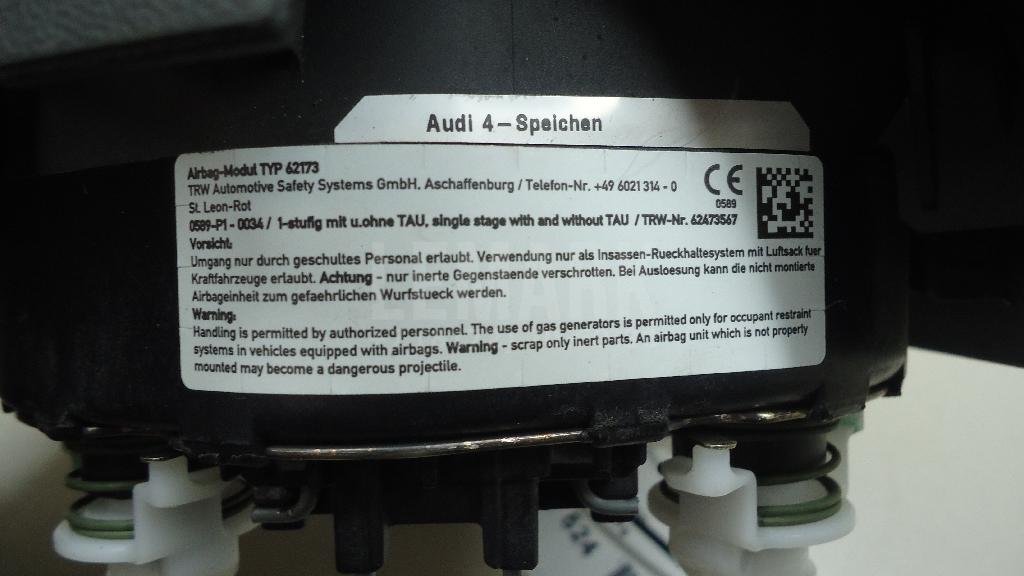 Audi 4-Speichen
Airbag-Modul TYP 62173
TRW Automotive Safety Systems GmbH. Aschaffenburg / Telefon-Nr. +49 6021 314 - 0
St. Leon-Rot
CE
0589
0589-P1 - 0034 / 1-stufig mit u.ohne TAU, single stage with and without TAU / TRW-Nr. 62473567
Vorsicht:
Umgang nur durch geschultes Personal erlaubt. Verwendung nur als Insassen-Rueckhaltesystem mit Luftsack fuer
Kraftfahrzeuge erlaubt. Achtung - nur inerte Gegenstaende verschrotten. Bei Ausloesung kann die nicht montierte
Airbageinheit zum gefaehrlichen Wurfstueck werden.
Warning:
Handling is permitted by authorized personnel. The use of gas generators is permitted only for occupant restraint
systems in vehicles equipped with airbags. Warning - scrap only inert parts. An airbag unit which is not property
mounted may become a dangerous projectile.
624